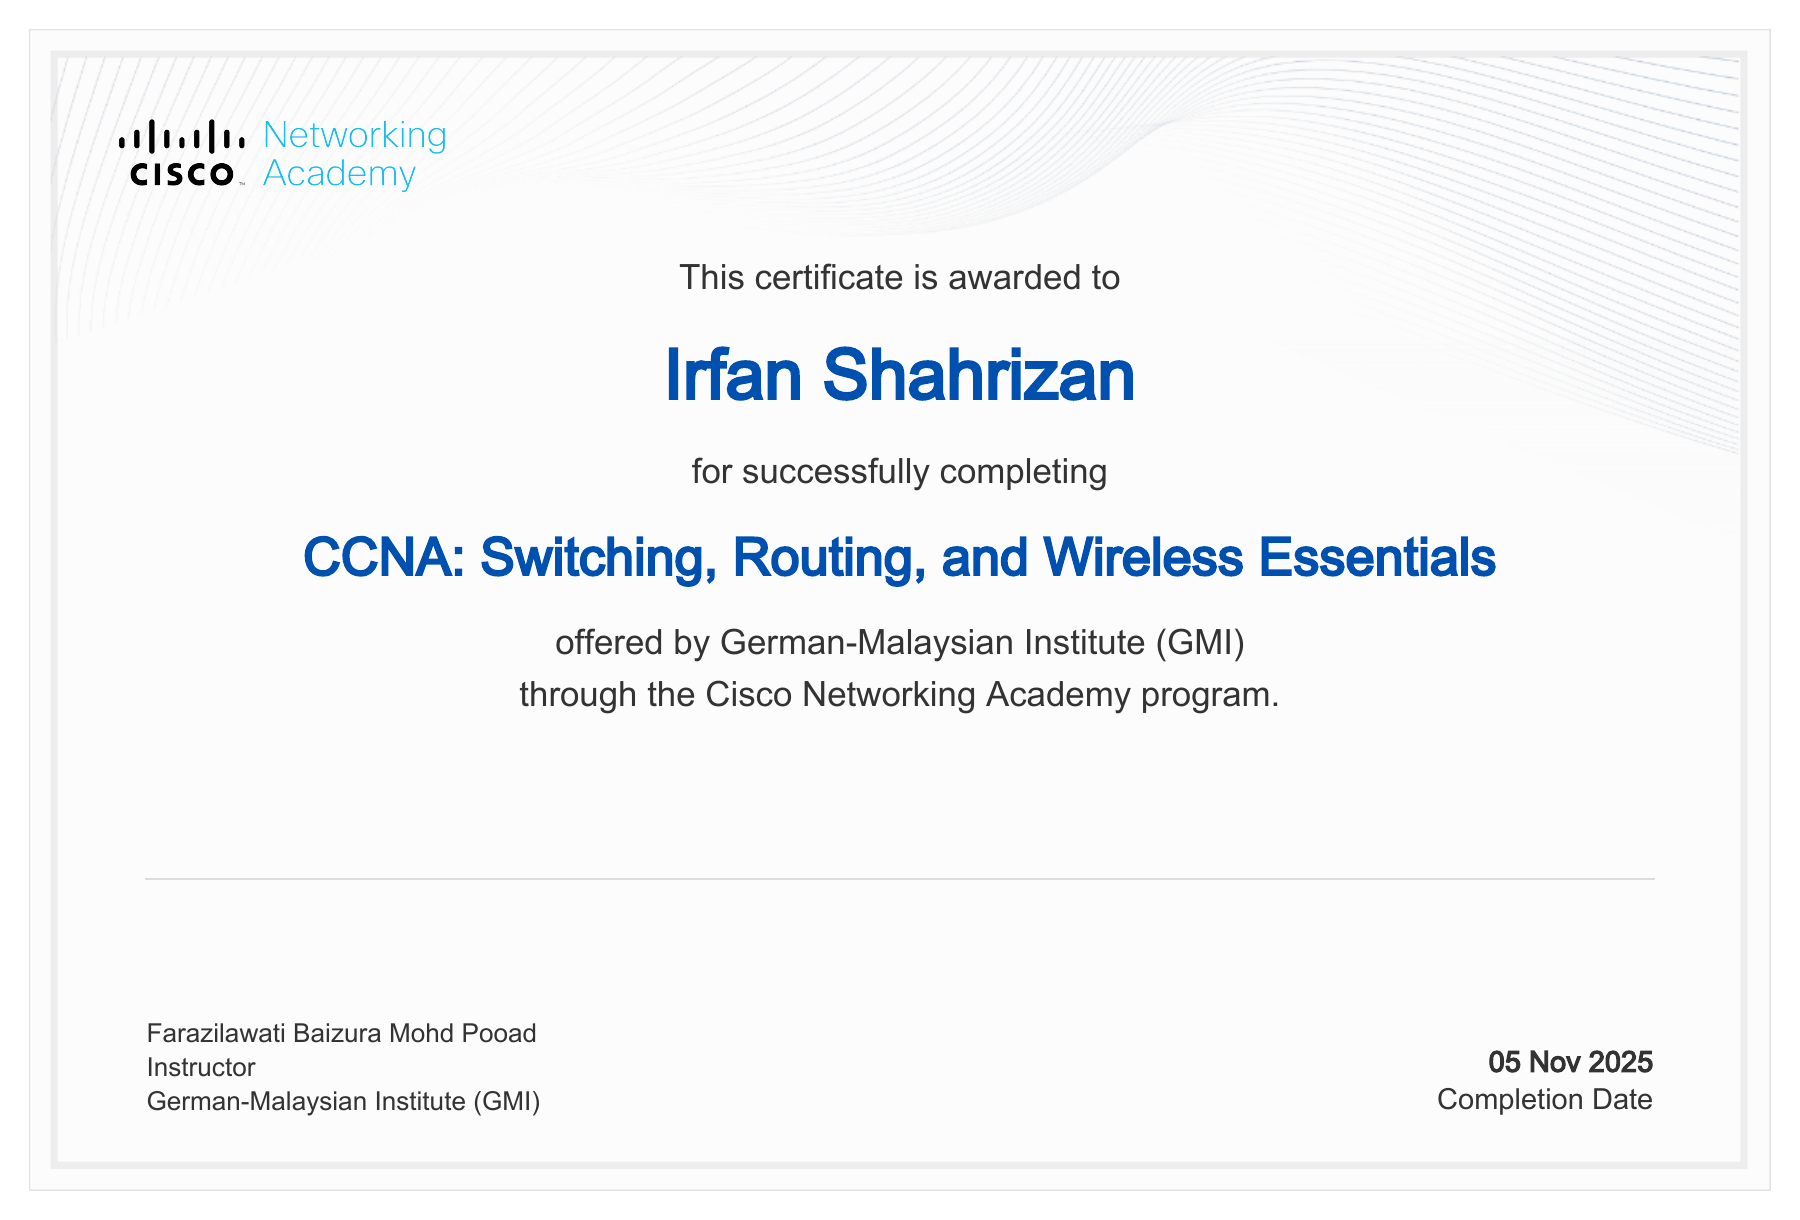 CISCO™
Networking
Academy
This certificate is awarded to
Irfan Shahrizan
for successfully completing
CCNA: Switching, Routing, and Wireless Essentials
offered by German-Malaysian Institute (GMI)
through the Cisco Networking Academy program.
Farazilawati Baizura Mohd Pooad
Instructor
German-Malaysian Institute (GMI)
05 Nov 2025
Completion Date